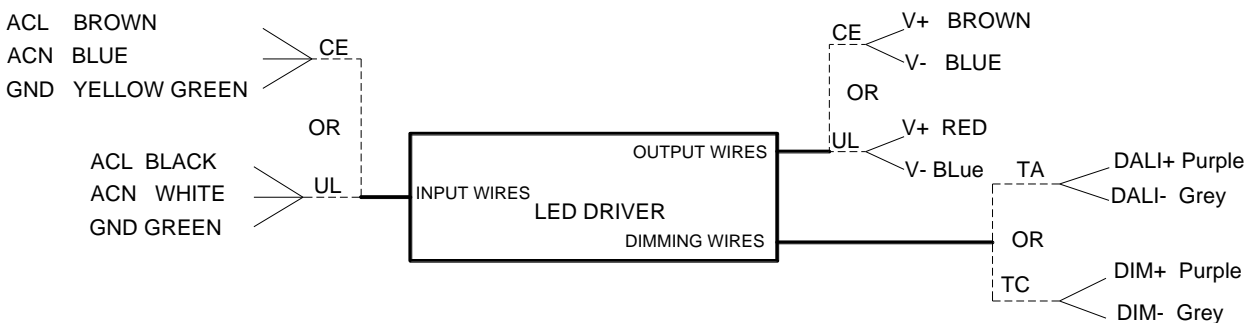 ACL BROWN
ACN BLUE
GND YELLOW GREEN
CE
OR
ACL BLACK
ACN WHITE
GND GREEN
UL
INPUT WIRES
LED DRIVER
OUTPUT WIRES
DIMMING WIRES
CE
V+ BROWN
V- BLUE
OR
UL
V+ RED
V- BLue
TA
DALI+ Purple
DALI- Grey
OR
TC
DIM+ Purple
DIM- Grey